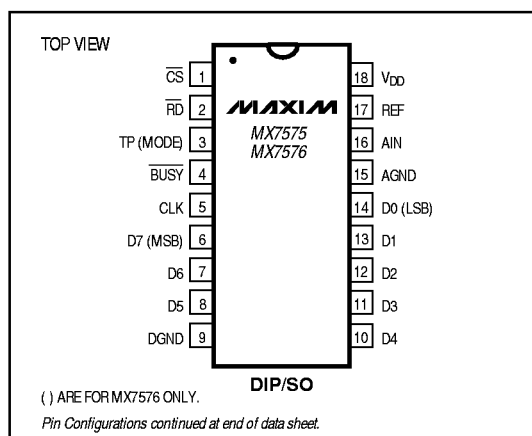 TOP VIEW
CS 1
RD 2
TP (MODE) 3
BUSY 4
CLK 5
D7 (MSB) 6
D6 7
D5 8
DGND 9
MAXIM
MX7575
MX7576
18 VDD
17 REF
16 AIN
15 AGND
14 D0 (LSB)
13 D1
12 D2
11 D3
10 D4
DIP/SO
( ) ARE FOR MX7576 ONLY.
Pin Configurations continued at end of data sheet.